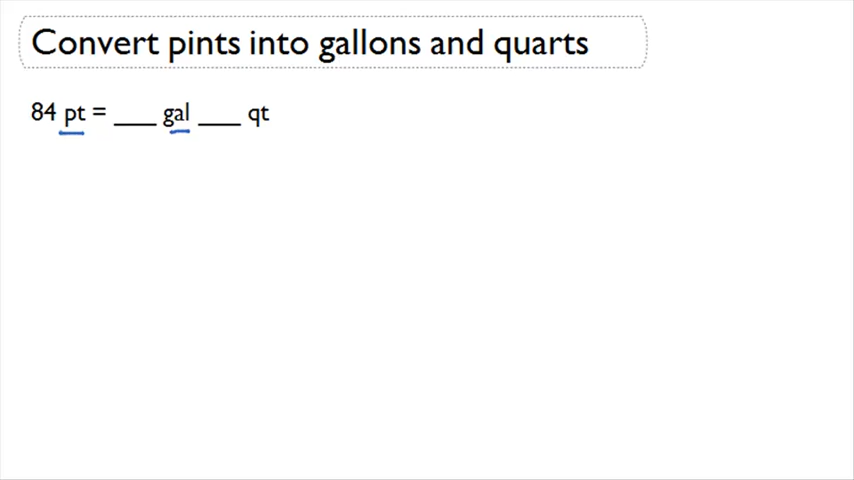 Convert pints into gallons and quarts
84 pt = ___ gal ___ qt